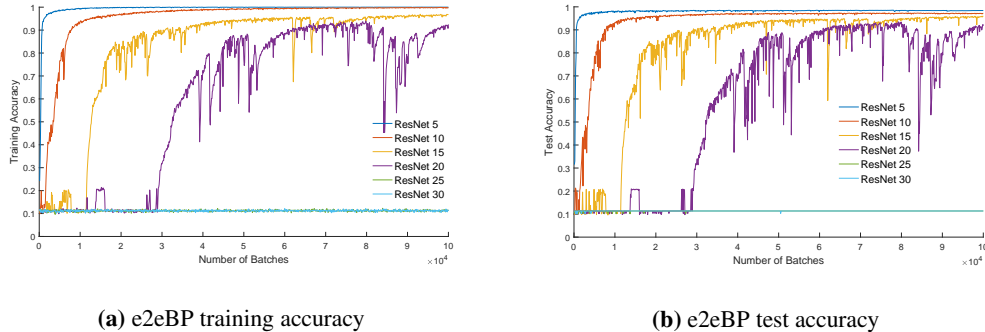 1
0.9
0.8
0.7
0.6
0.5
0.4
0.3
0.2
0.1
0
Training Accuracy
ResNet 5
ResNet 10
ResNet 15
ResNet 20
ResNet 25
ResNet 30
0 1 2 3 4 5 6 7 8 9 10
Number of Batches
×10⁴
(a) e2eBP training accuracy
1
0.9
0.8
0.7
0.6
0.5
0.4
0.3
0.2
0.1
0
Test Accuracy
ResNet 5
ResNet 10
ResNet 15
ResNet 20
ResNet 25
ResNet 30
0 1 2 3 4 5 6 7 8 9 10
Number of Batches
×10⁴
(b) e2eBP test accuracy